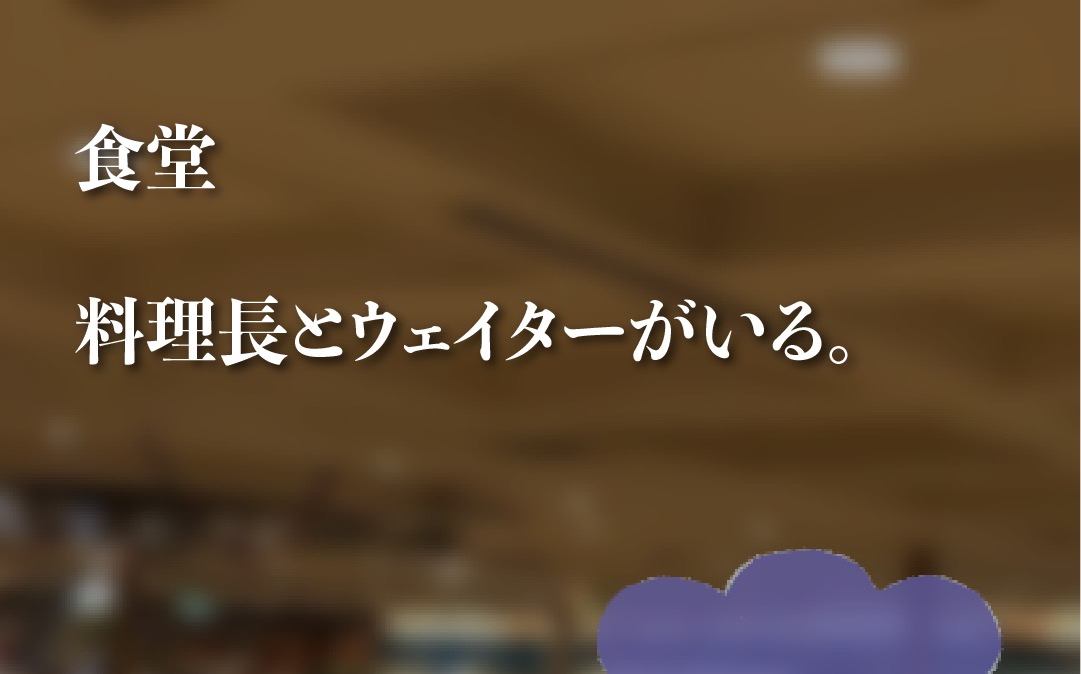 食堂
料理長とウェイターがいる。